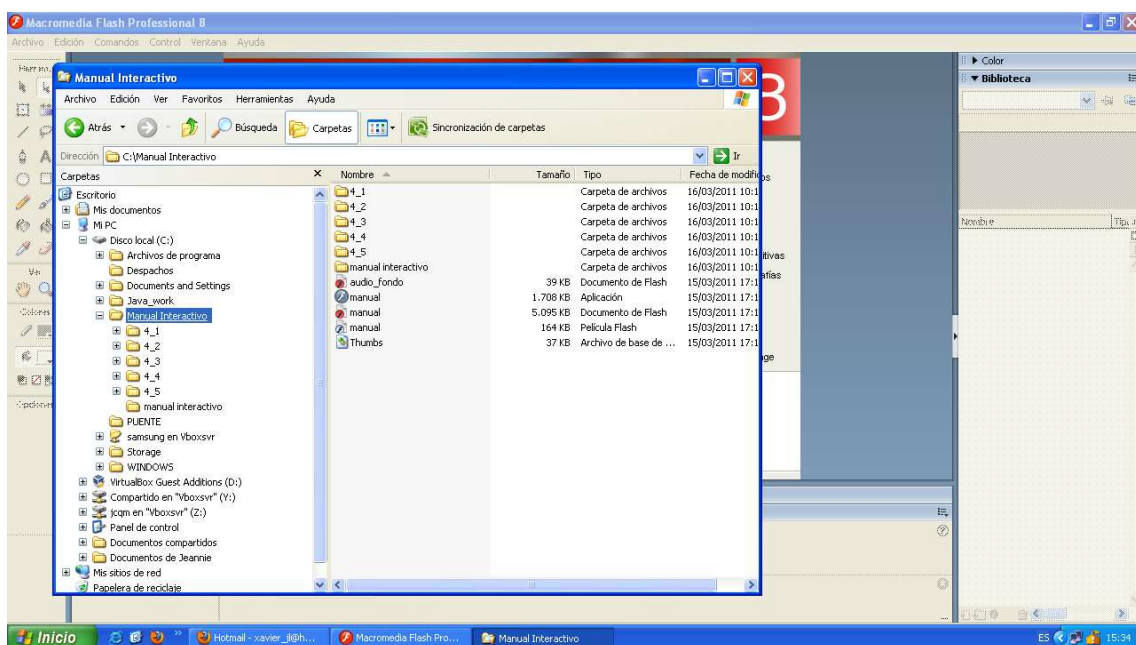 Macromedia Flash Professional 8
Archivo Edición Comandos Control Ventana Ayuda
Color
Manual Interactivo
Biblioteca
Archivo Edición Ver Favoritos Herramientas Ayuda
8
Atrás Búsqueda Carpetas Sincronización de carpetas
Dirección C:\Manual Interactivo Ir
Carpetas × Nombre Tamaño Tipo Fecha de modific
Escritorio
Mis documentos
Mi PC
Disco local (C:)
Archivos de programa
Despachos
Documents and Settings
Java_work
Manual Interactivo
4_1
4_2
4_3
4_4
4_5
manual interactivo
PUENTE
samsung en Vboxsvr
Storage
WINDOWS
VirtualBox Guest Additions (D:)
Compartido en "Vboxsvr" (Y:)
jcqm en "Vboxsvr" (Z:)
Panel de control
Documentos compartidos
Documentos de Jeannie
Mis sitios de red
Papelera de reciclaje
4_1 Carpeta de archivos 16/03/2011 10:1
4_2 Carpeta de archivos 16/03/2011 10:1
4_3 Carpeta de archivos 16/03/2011 10:1
4_4 Carpeta de archivos 16/03/2011 10:1
4_5 Carpeta de archivos 16/03/2011 10:1
manual interactivo Carpeta de archivos 16/03/2011 10:1
audio_fondo 39 KB Documento de Flash 15/03/2011 17:1
manual 1.708 KB Aplicación 15/03/2011 17:1
manual 5.095 KB Documento de Flash 15/03/2011 17:1
manual 164 KB Película Flash 15/03/2011 17:1
Thumbs 37 KB Archivo de base de ... 15/03/2011 17:1
Nombre Tipo
Ver
Colores
Opciones
Inicio Hotmail - xavier_jl@h... Macromedia Flash Pro... Manual Interactivo ES 15:34